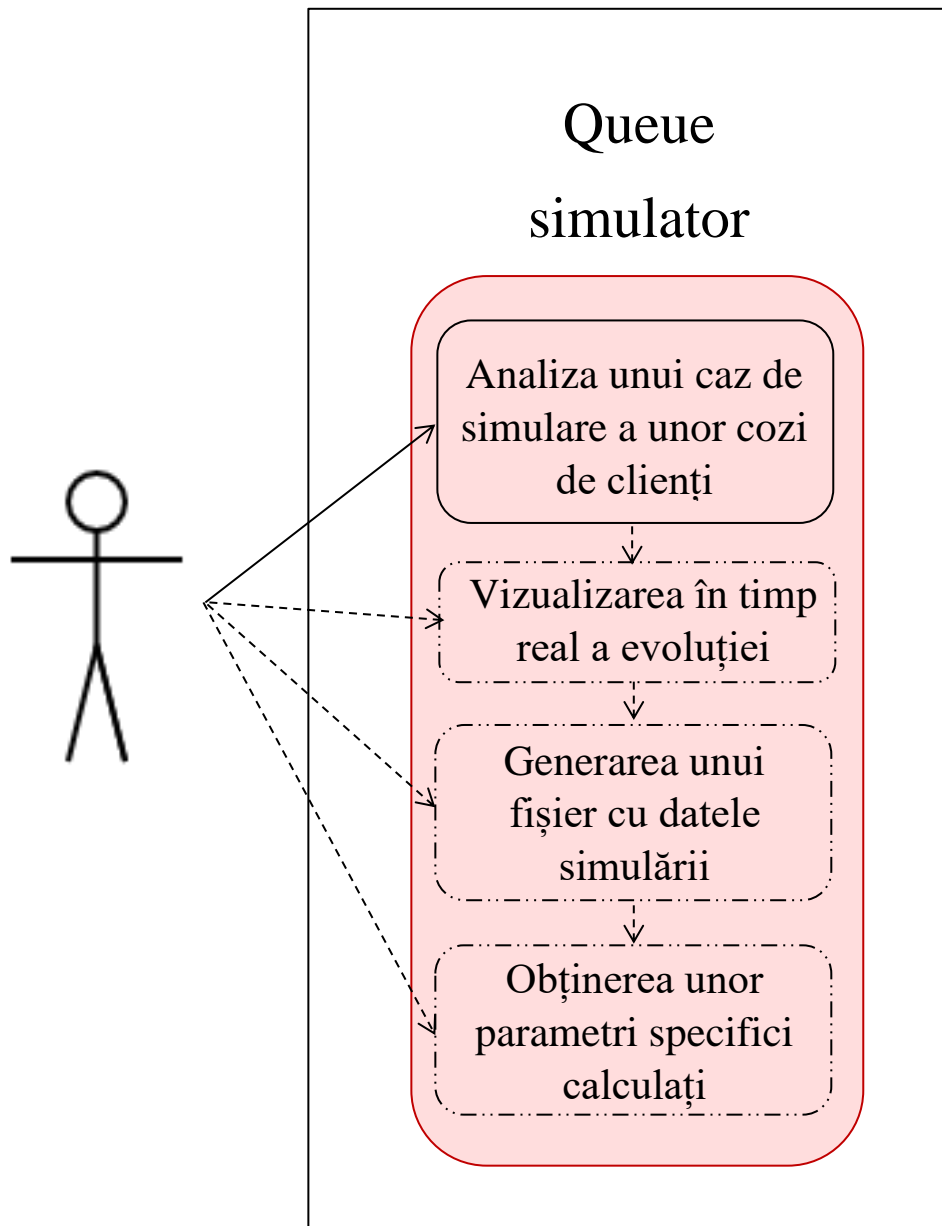 Queue
simulator
Analiza unui caz de
simulare a unor cozi
de clienți
Vizualizarea în timp
real a evoluției
Generarea unui
fișier cu datele
simulării
Obținerea unor
parametri specifici
calculați